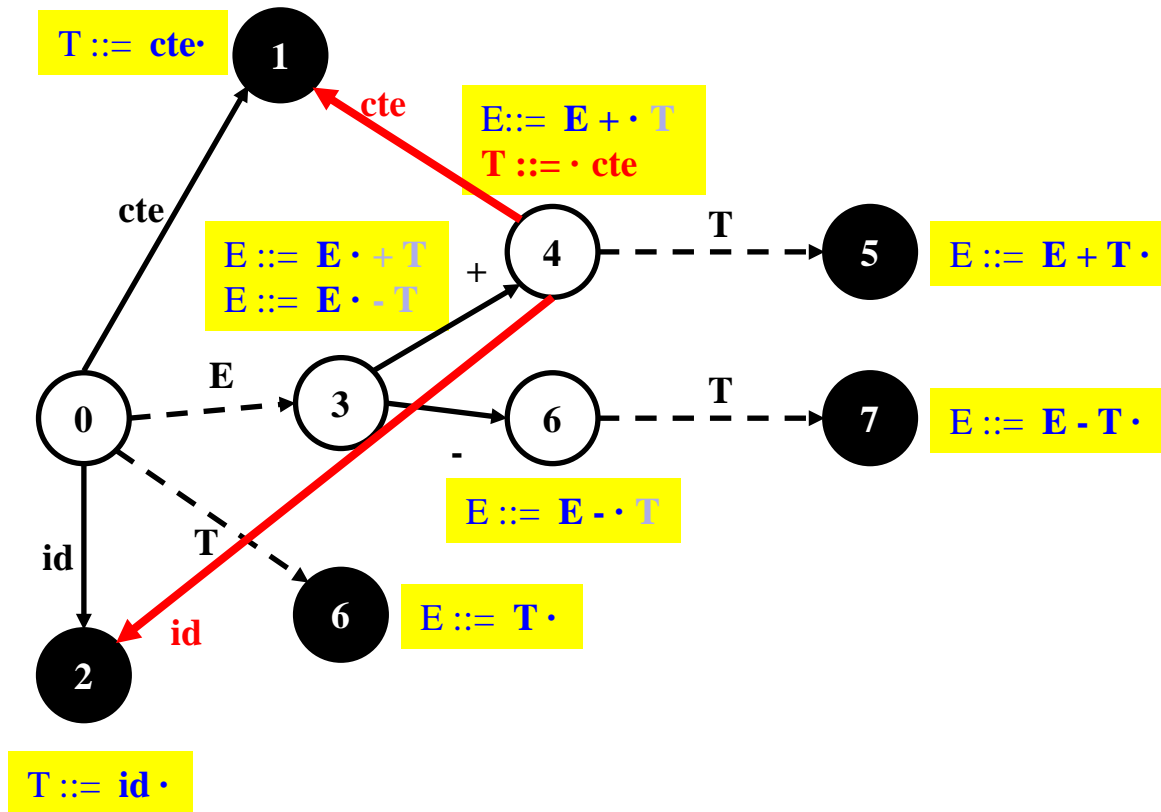 T ::= cte·
1
cte
E::= E + · T
T ::= · cte
cte
T
E ::= E · + T
E ::= E · - T
+
4
5
E ::= E + T ·
E
T
0
3
6
7
E ::= E - T ·
-
E ::= E - · T
id
T
6
E ::= T ·
id
2
T ::= id ·